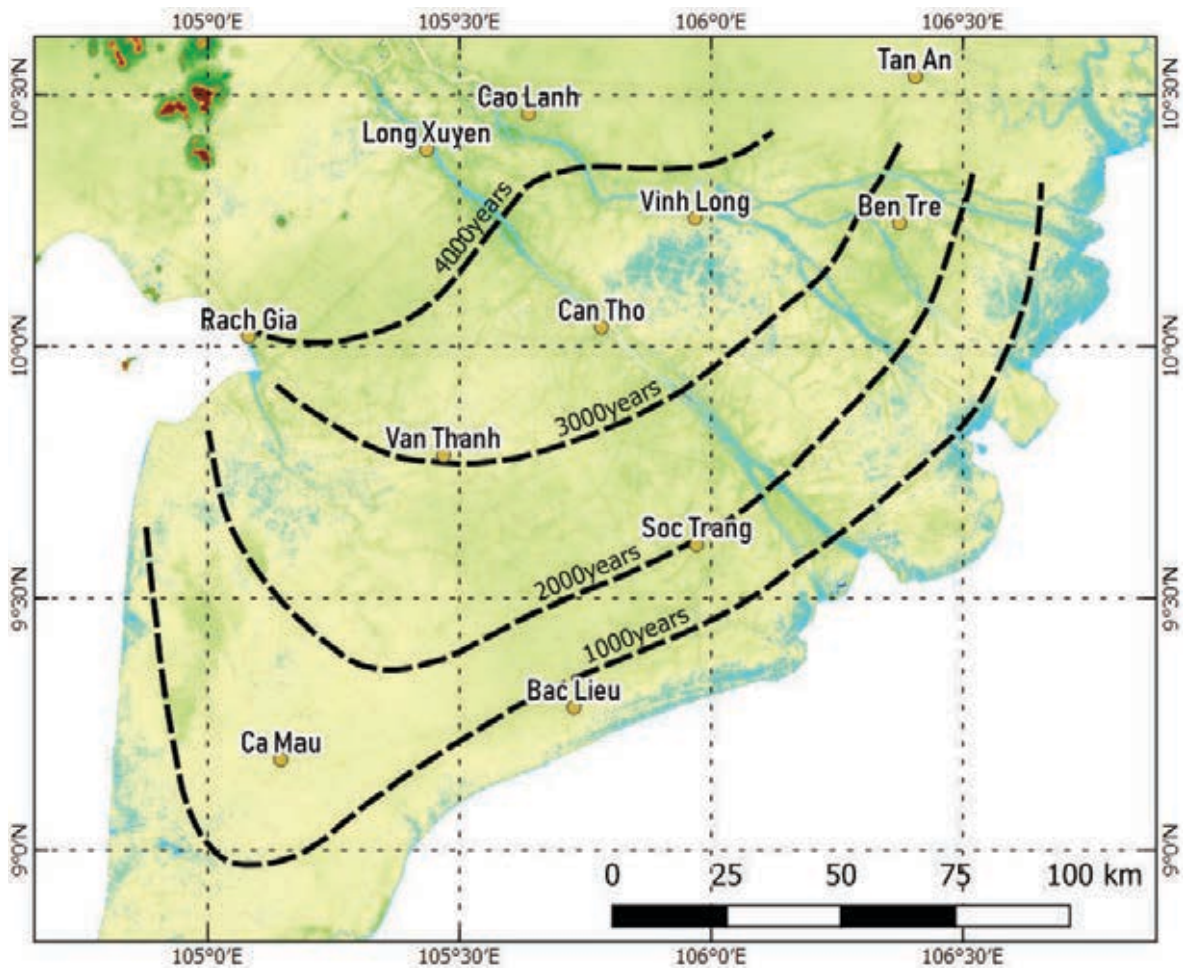 105°0'E 105°30'E 106°0'E 106°30'E
Tan An
10°30'N
10°30'N
Cao Lanh
Long Xuyen
4000years
Vinh Long
Ben Tre
Rach Gia
Can Tho
10°0'N
10°0'N
3000years
Van Thanh
Soc Trang
2000years
9°30'N
9°30'N
1000years
Bac Lieu
Ca Mau
9°0'N
9°0'N
0 25 50 75 100 km
105°0'E 105°30'E 106°0'E 106°30'E